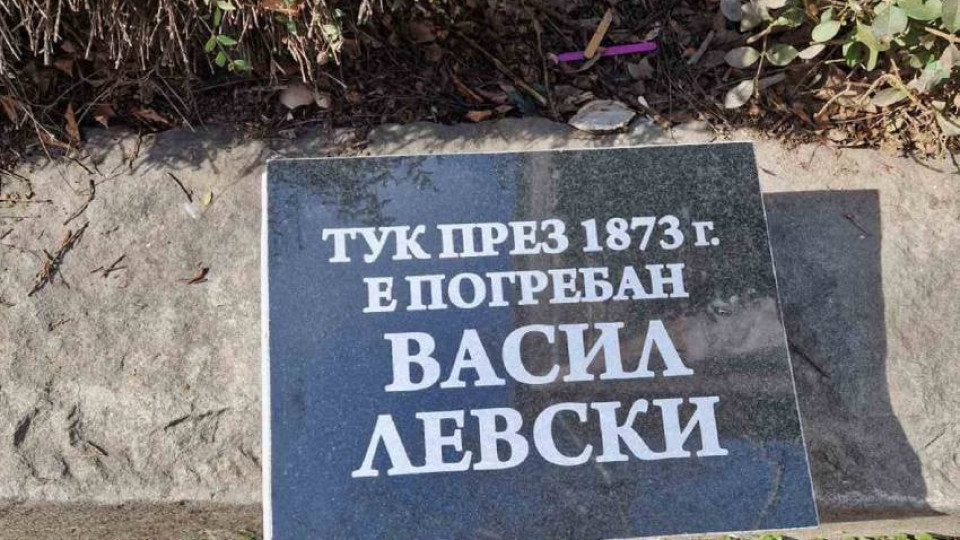 ТУК ПРЕЗ 1873 г.
Е ПОГРЕБАН
ВАСИЛ
ЛЕВСКИ